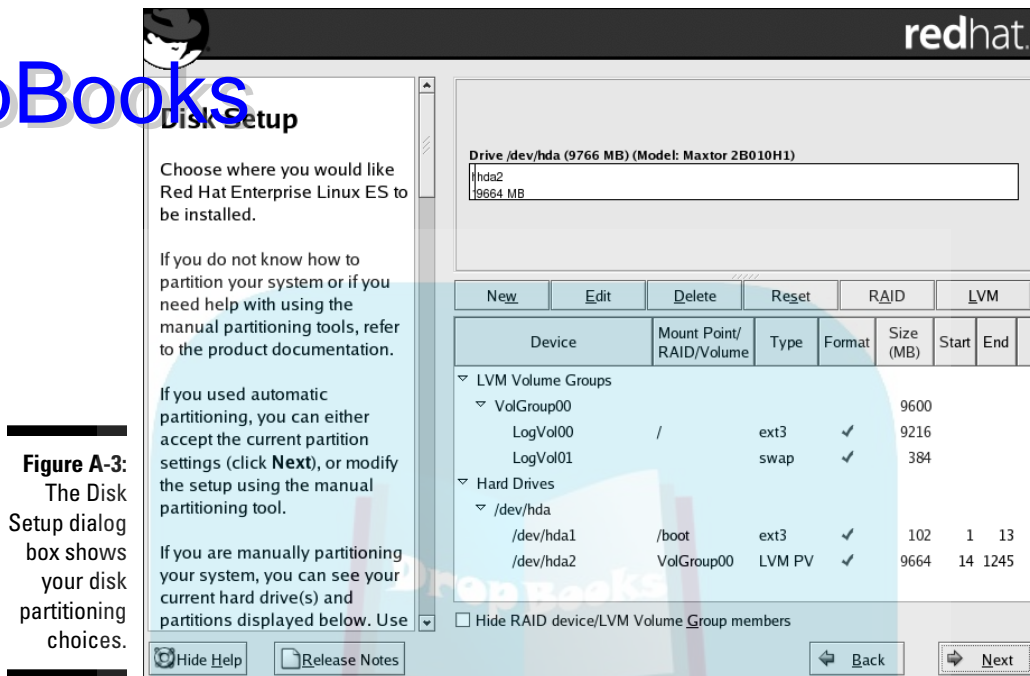 redhat.
pBooks
Disk Setup
Choose where you would like
Red Hat Enterprise Linux ES to
be installed.
If you do not know how to
partition your system or if you
need help with using the
manual partitioning tools, refer
to the product documentation.
If you used automatic
partitioning, you can either
accept the current partition
settings (click Next), or modify
the setup using the manual
partitioning tool.
If you are manually partitioning
your system, you can see your
current hard drive(s) and
partitions displayed below. Use
Drive /dev/hda (9766 MB) (Model: Maxtor 2B010H1)
hda2
9664 MB
New Edit Delete Reset RAID LVM
Device Mount Point/ RAID/Volume Type Format Size (MB) Start End
LVM Volume Groups
VolGroup00 9600
LogVol00 / ext3 ✓ 9216
LogVol01 swap ✓ 384
Hard Drives
/dev/hda
/dev/hda1 /boot ext3 ✓ 102 1 13
/dev/hda2 VolGroup00 LVM PV ✓ 9664 14 1245
DropBooks
Hide RAID device/LVM Volume Group members
Hide Help Release Notes Back Next
Figure A-3:
The Disk
Setup dialog
box shows
your disk
partitioning
choices.